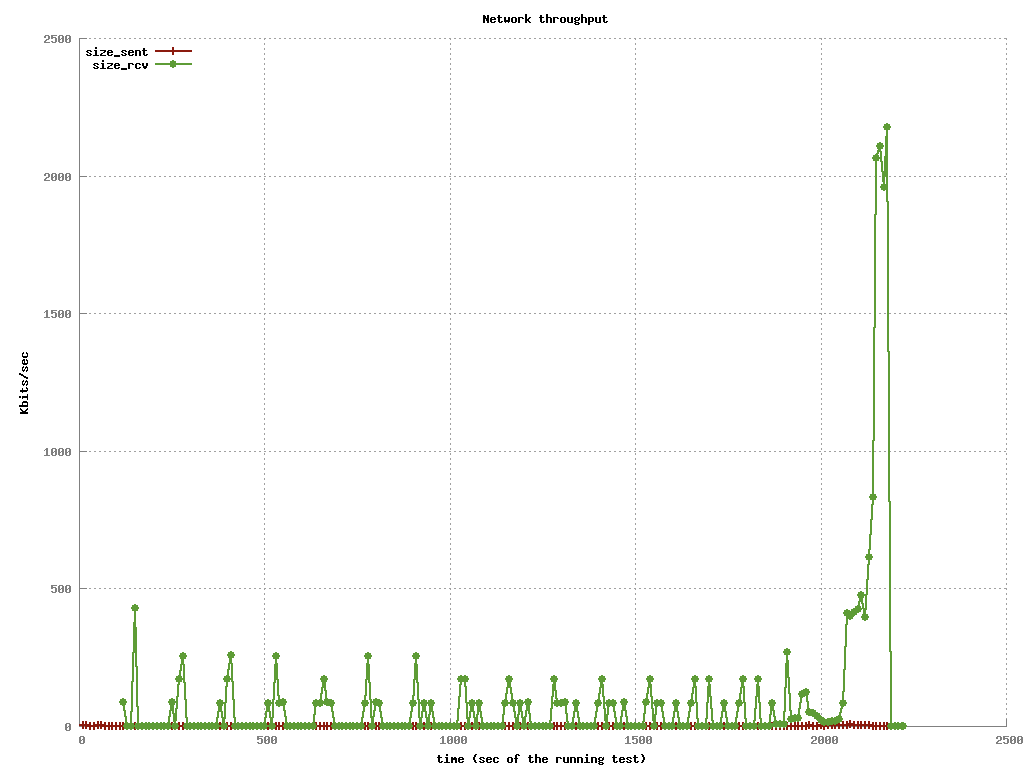 Network throughput
size_sent
size_rcv
2500
2000
1500
1000
500
0
Kbits/sec
0 500 1000 1500 2000 2500
time (sec of the running test)